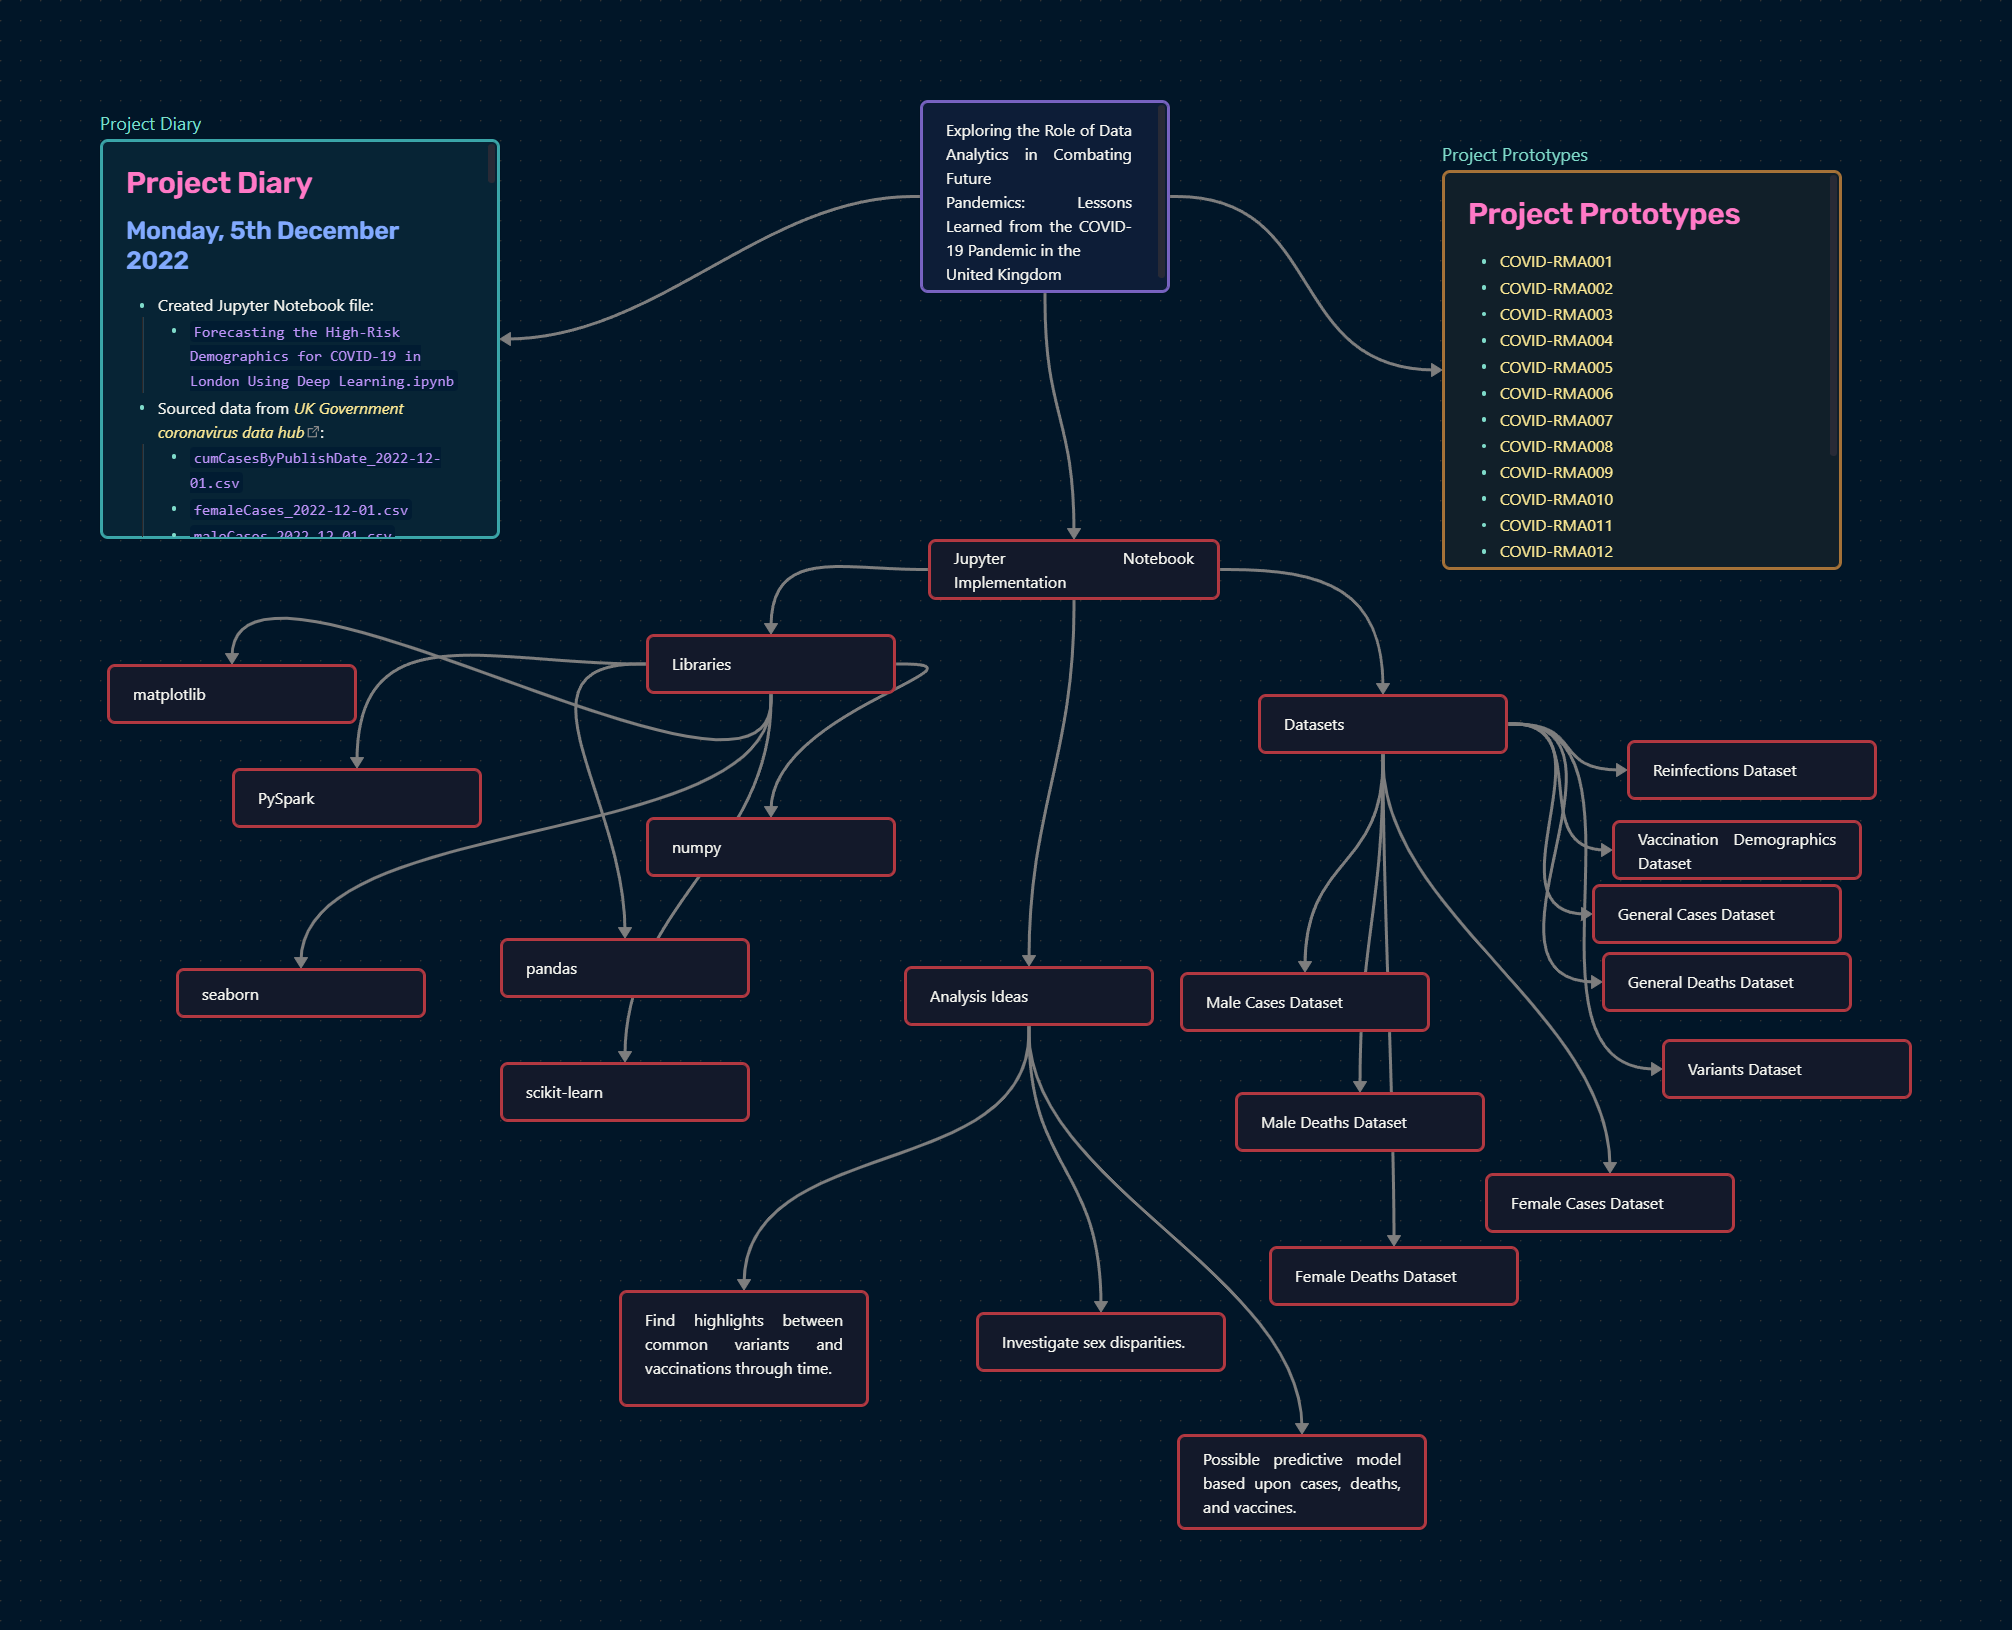 Project Diary
Project Diary
Monday, 5th December
2022
Created Jupyter Notebook file:
Forecasting the High-Risk
Demographics for COVID-19 in
London Using Deep Learning.ipynb
Sourced data from UK Government
coronavirus data hub:
cumCasesByPublishDate_2022-12-
01.csv
femaleCases_2022-12-01.csv
maleCases_2022-12-01.csv
Exploring the Role of Data
Analytics in Combating
Future
Pandemics: Lessons
Learned from the COVID-
19 Pandemic in the
United Kingdom
Project Prototypes
Project Prototypes
COVID-RMA001
COVID-RMA002
COVID-RMA003
COVID-RMA004
COVID-RMA005
COVID-RMA006
COVID-RMA007
COVID-RMA008
COVID-RMA009
COVID-RMA010
COVID-RMA011
COVID-RMA012
Jupyter Notebook
Implementation
Libraries
matplotlib
PySpark
numpy
pandas
seaborn
scikit-learn
Datasets
Reinfections Dataset
Vaccination Demographics
Dataset
General Cases Dataset
General Deaths Dataset
Variants Dataset
Analysis Ideas
Male Cases Dataset
Male Deaths Dataset
Female Cases Dataset
Female Deaths Dataset
Find highlights between
common variants and
vaccinations through time.
Investigate sex disparities.
Possible predictive model
based upon cases, deaths,
and vaccines.